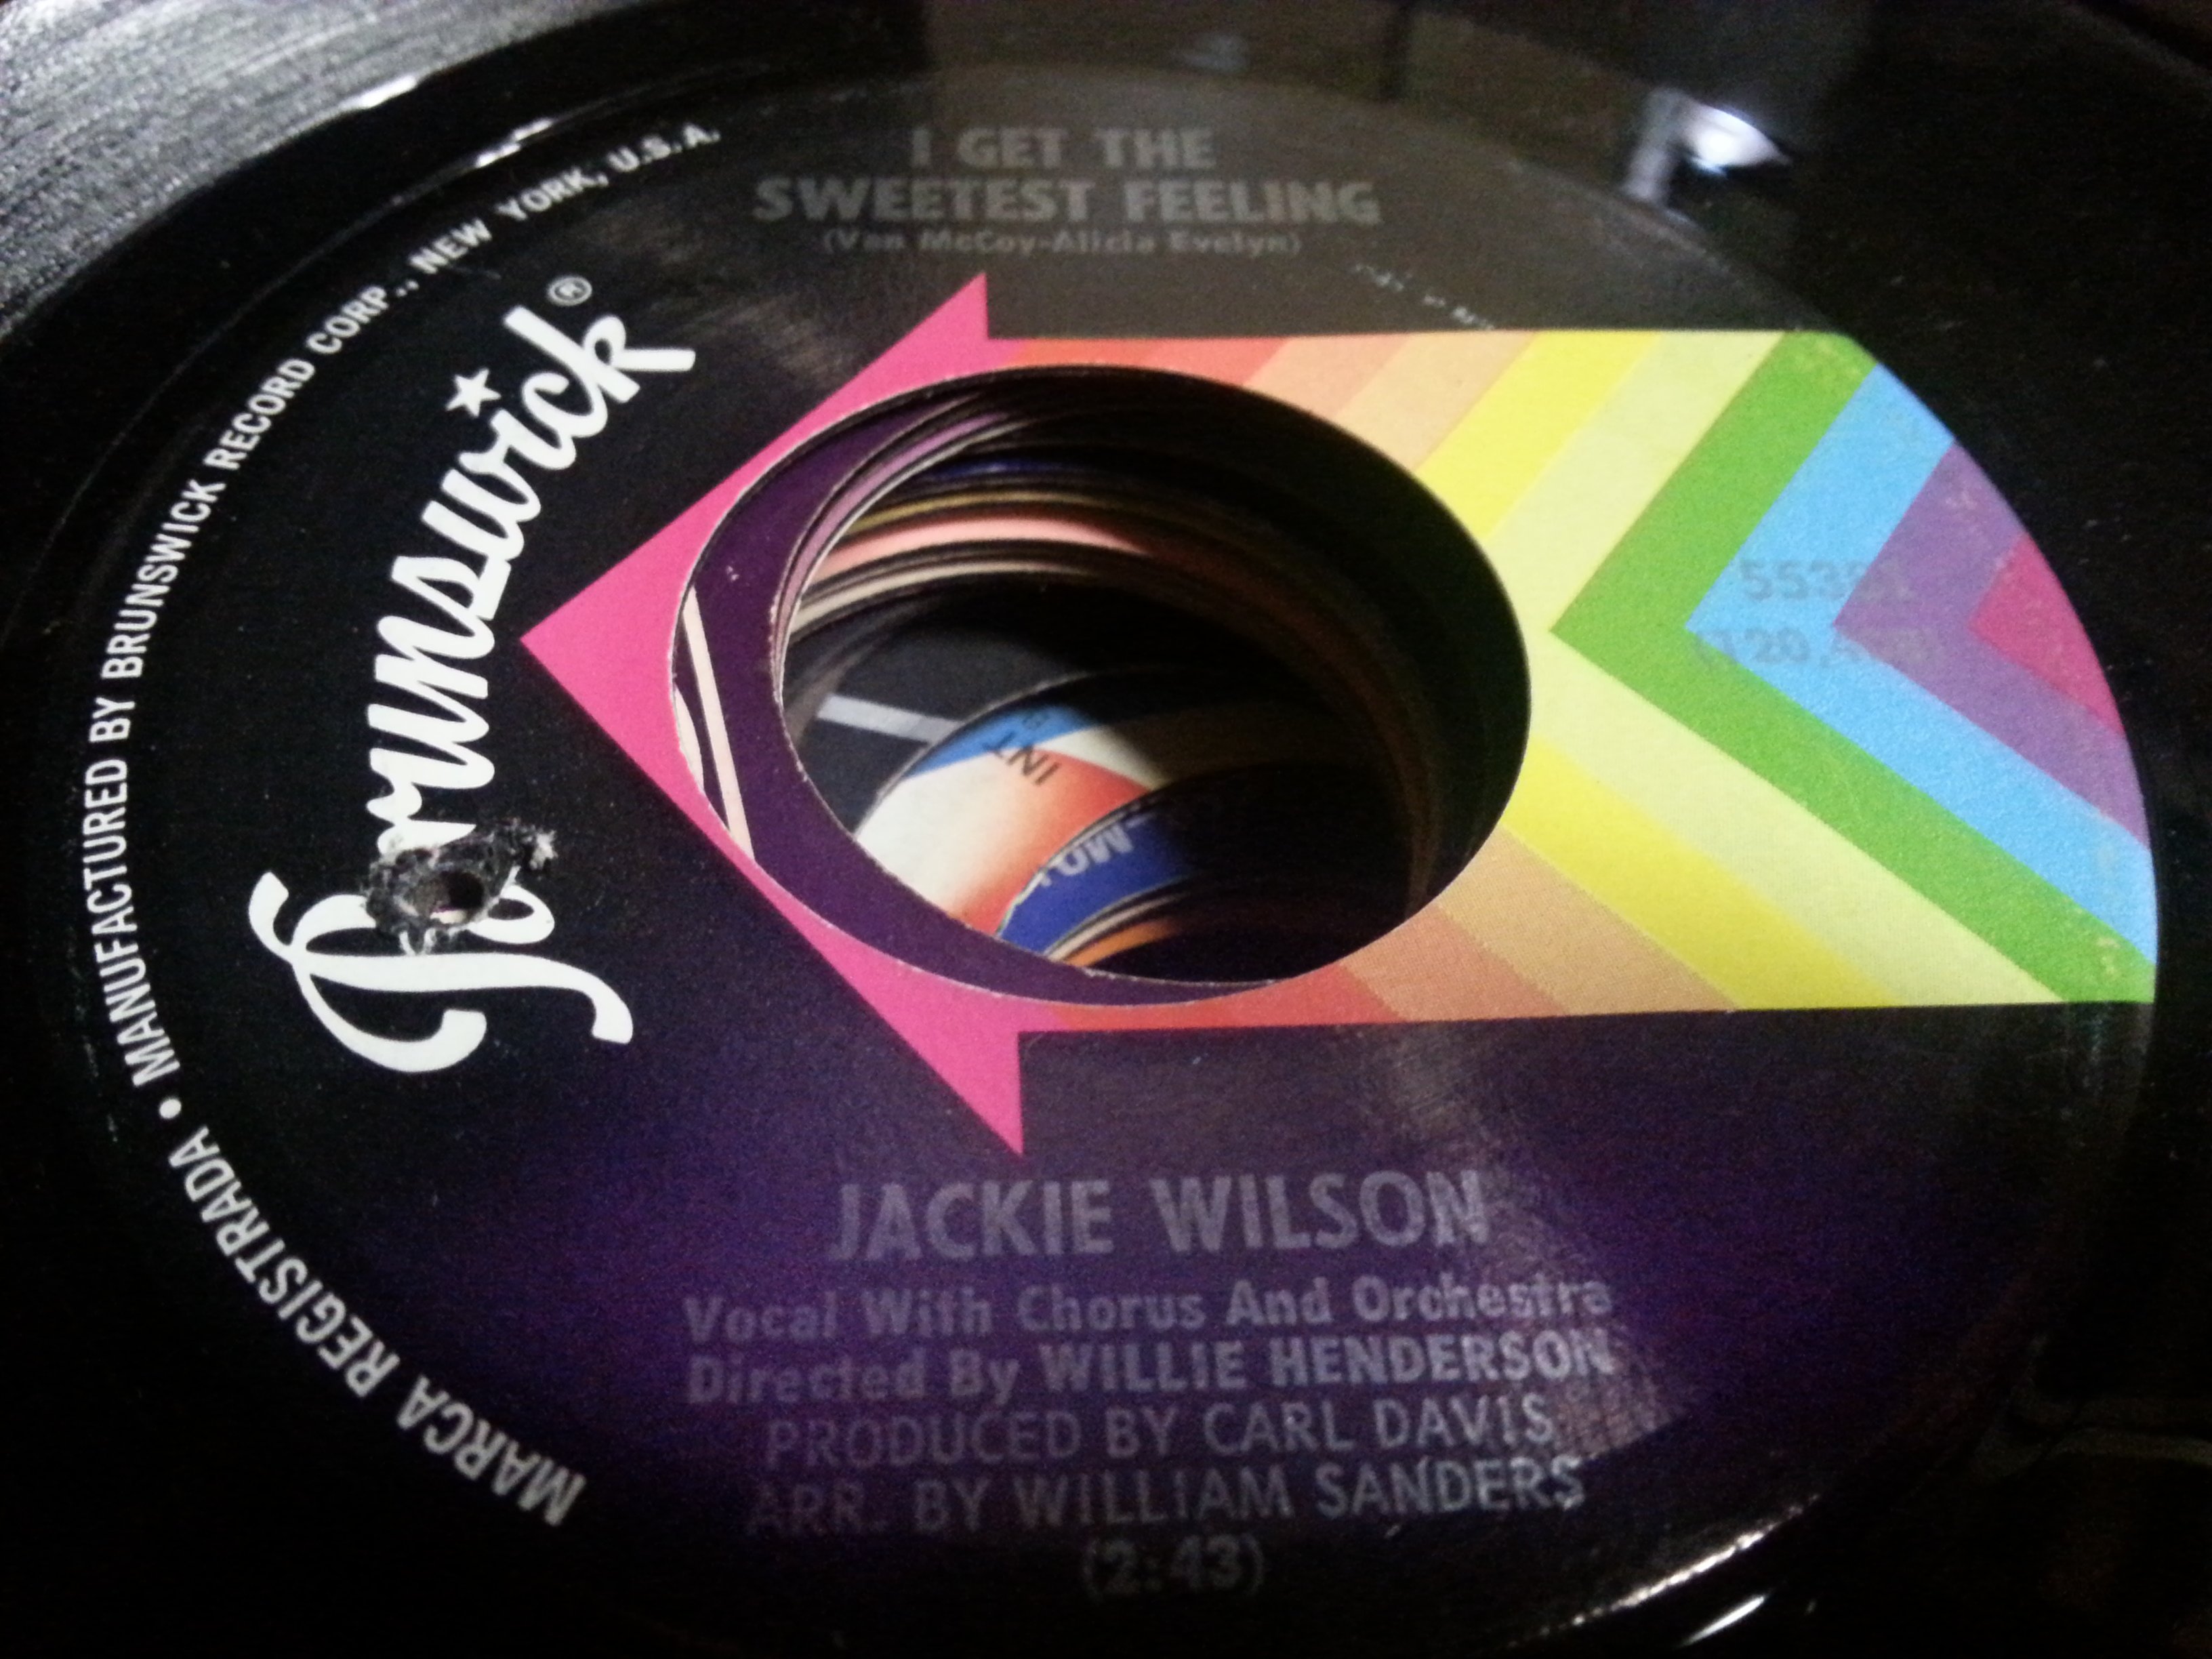 I GET THE
SWEETEST FEELING
(Van McCoy-Alicia Evelyn)
Brunswick ®
MARCA REGISTRADA • MANUFACTURED BY BRUNSWICK RECORD CORP., NEW YORK, U.S.A.
INT
JACKIE WILSON
Vocal With Chorus And Orchestra
Directed By WILLIE HENDERSON
PRODUCED BY CARL DAVIS
ARR. BY WILLIAM SANDERS
(2:43)